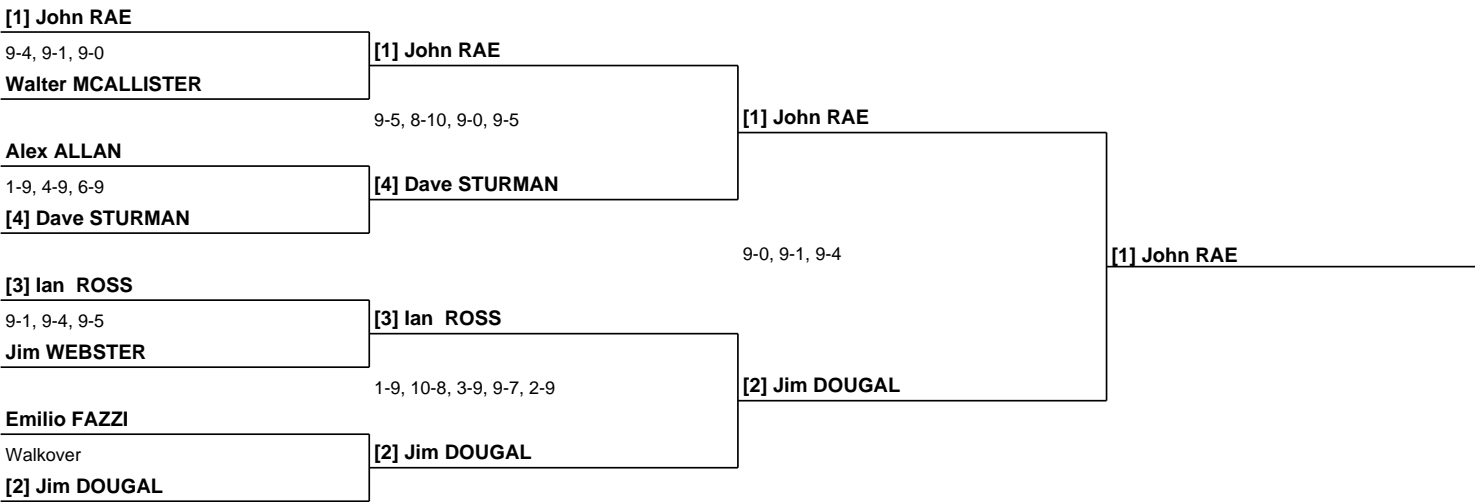 [1] John RAE
9-4, 9-1, 9-0
[1] John RAE
Walter MCALLISTER
9-5, 8-10, 9-0, 9-5
[1] John RAE
Alex ALLAN
1-9, 4-9, 6-9
[4] Dave STURMAN
[4] Dave STURMAN
9-0, 9-1, 9-4
[1] John RAE
[3] Ian  ROSS
9-1, 9-4, 9-5
[3] Ian  ROSS
Jim WEBSTER
1-9, 10-8, 3-9, 9-7, 2-9
[2] Jim DOUGAL
Emilio FAZZI
Walkover
[2] Jim DOUGAL
[2] Jim DOUGAL